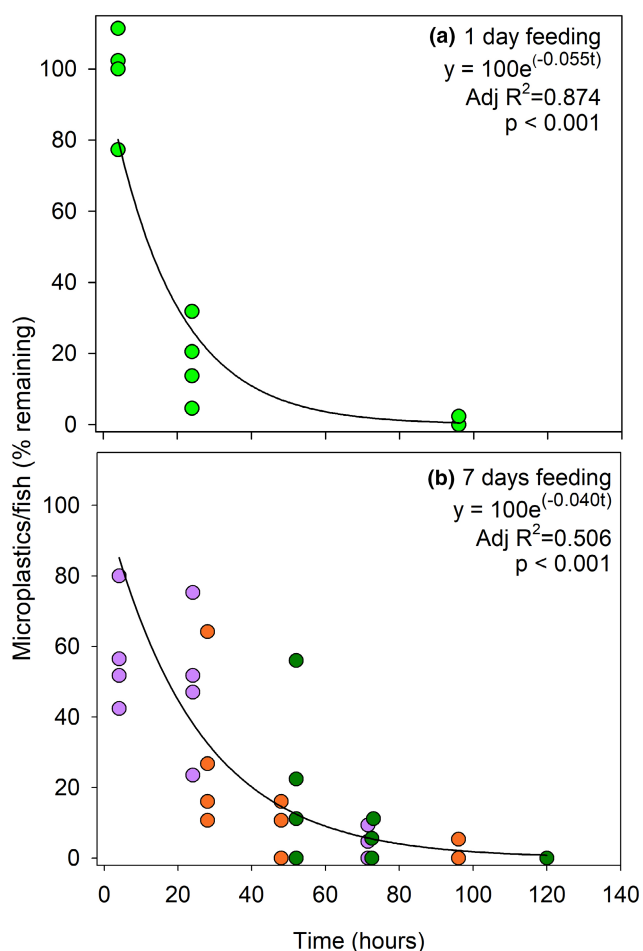 (a) 1 day feeding
y = 100e(-0.055t)
Adj R2=0.874
p < 0.001
100
80
60
40
20
0
Microplastics/fish (% remaining)
(b) 7 days feeding
y = 100e(-0.040t)
Adj R2=0.506
p < 0.001
100
80
60
40
20
0
0 20 40 60 80 100 120 140
Time (hours)